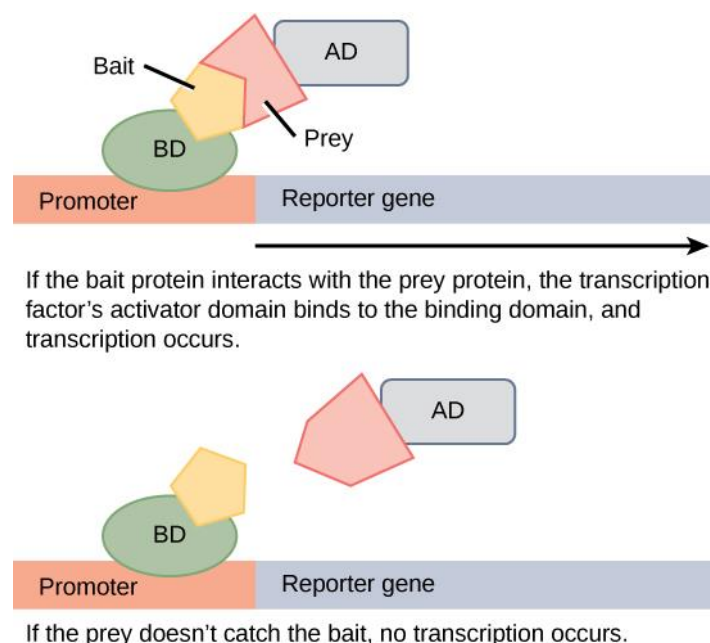 AD
Bait
Prey
BD
Promoter
Reporter gene
If the bait protein interacts with the prey protein, the transcription
factor’s activator domain binds to the binding domain, and
transcription occurs.
AD
BD
Promoter
Reporter gene
If the prey doesn’t catch the bait, no transcription occurs.